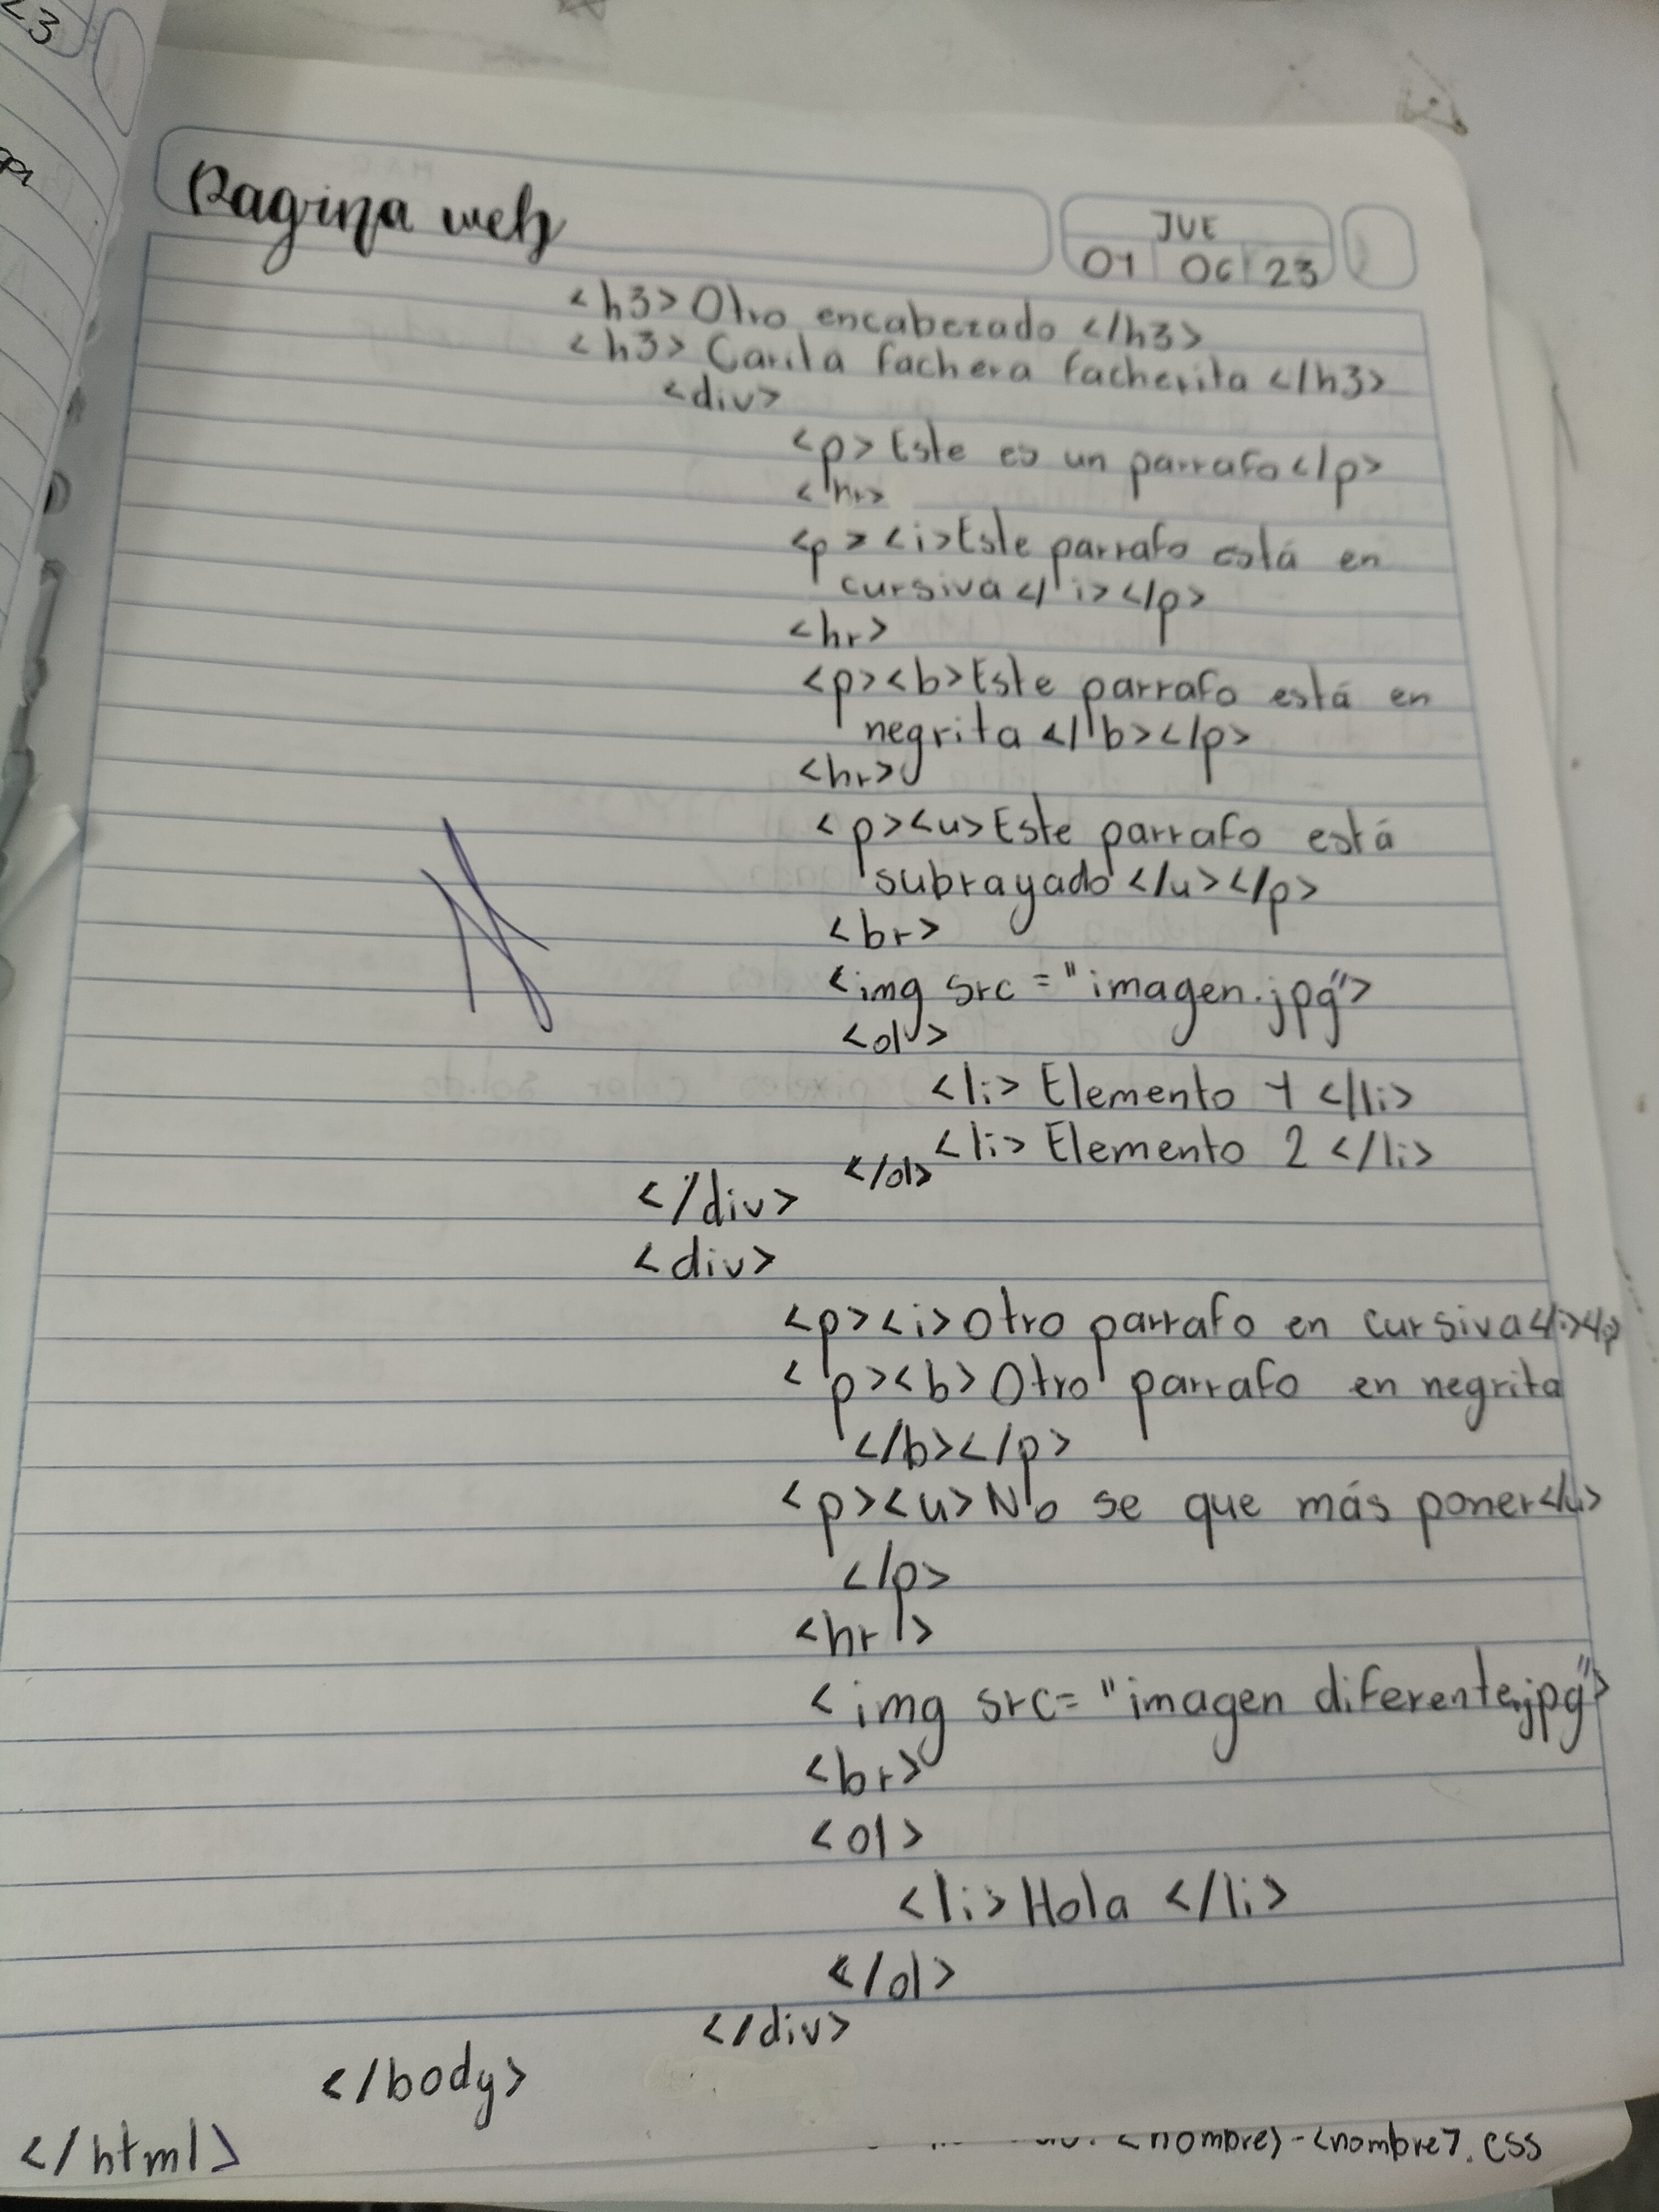 Pagina web
JUE
01 06 23
<h3> Otro encabezado </h3>
<h3> Carita fachera facherita </h3>
<div>
<p> Este es un parrafo </p>
<hr>
<p><i>Este parrafo está en
cursiva</i></p>
<hr>
<p><b>Este parrafo está en
negrita </b></p>
<hr>
<p><u>Este parrafo está
subrayado </u></p>
<br>
<img src = "imagen.jpg">
<ol>
<li> Elemento 1 </li>
<li> Elemento 2 </li>
</ol>
</div>
<div>
<p><i>Otro parrafo en cursiva</i></p
<p><b>Otro parrafo en negrita
</b></p>
<p><u>No se que más poner</u>
</p>
<hr>
<img src= "imagen diferente.jpg">
<br>
<ol>
<li>Hola </li>
</ol>
</div>
</body>
</html>
<nombre>-<nombre>.css
23